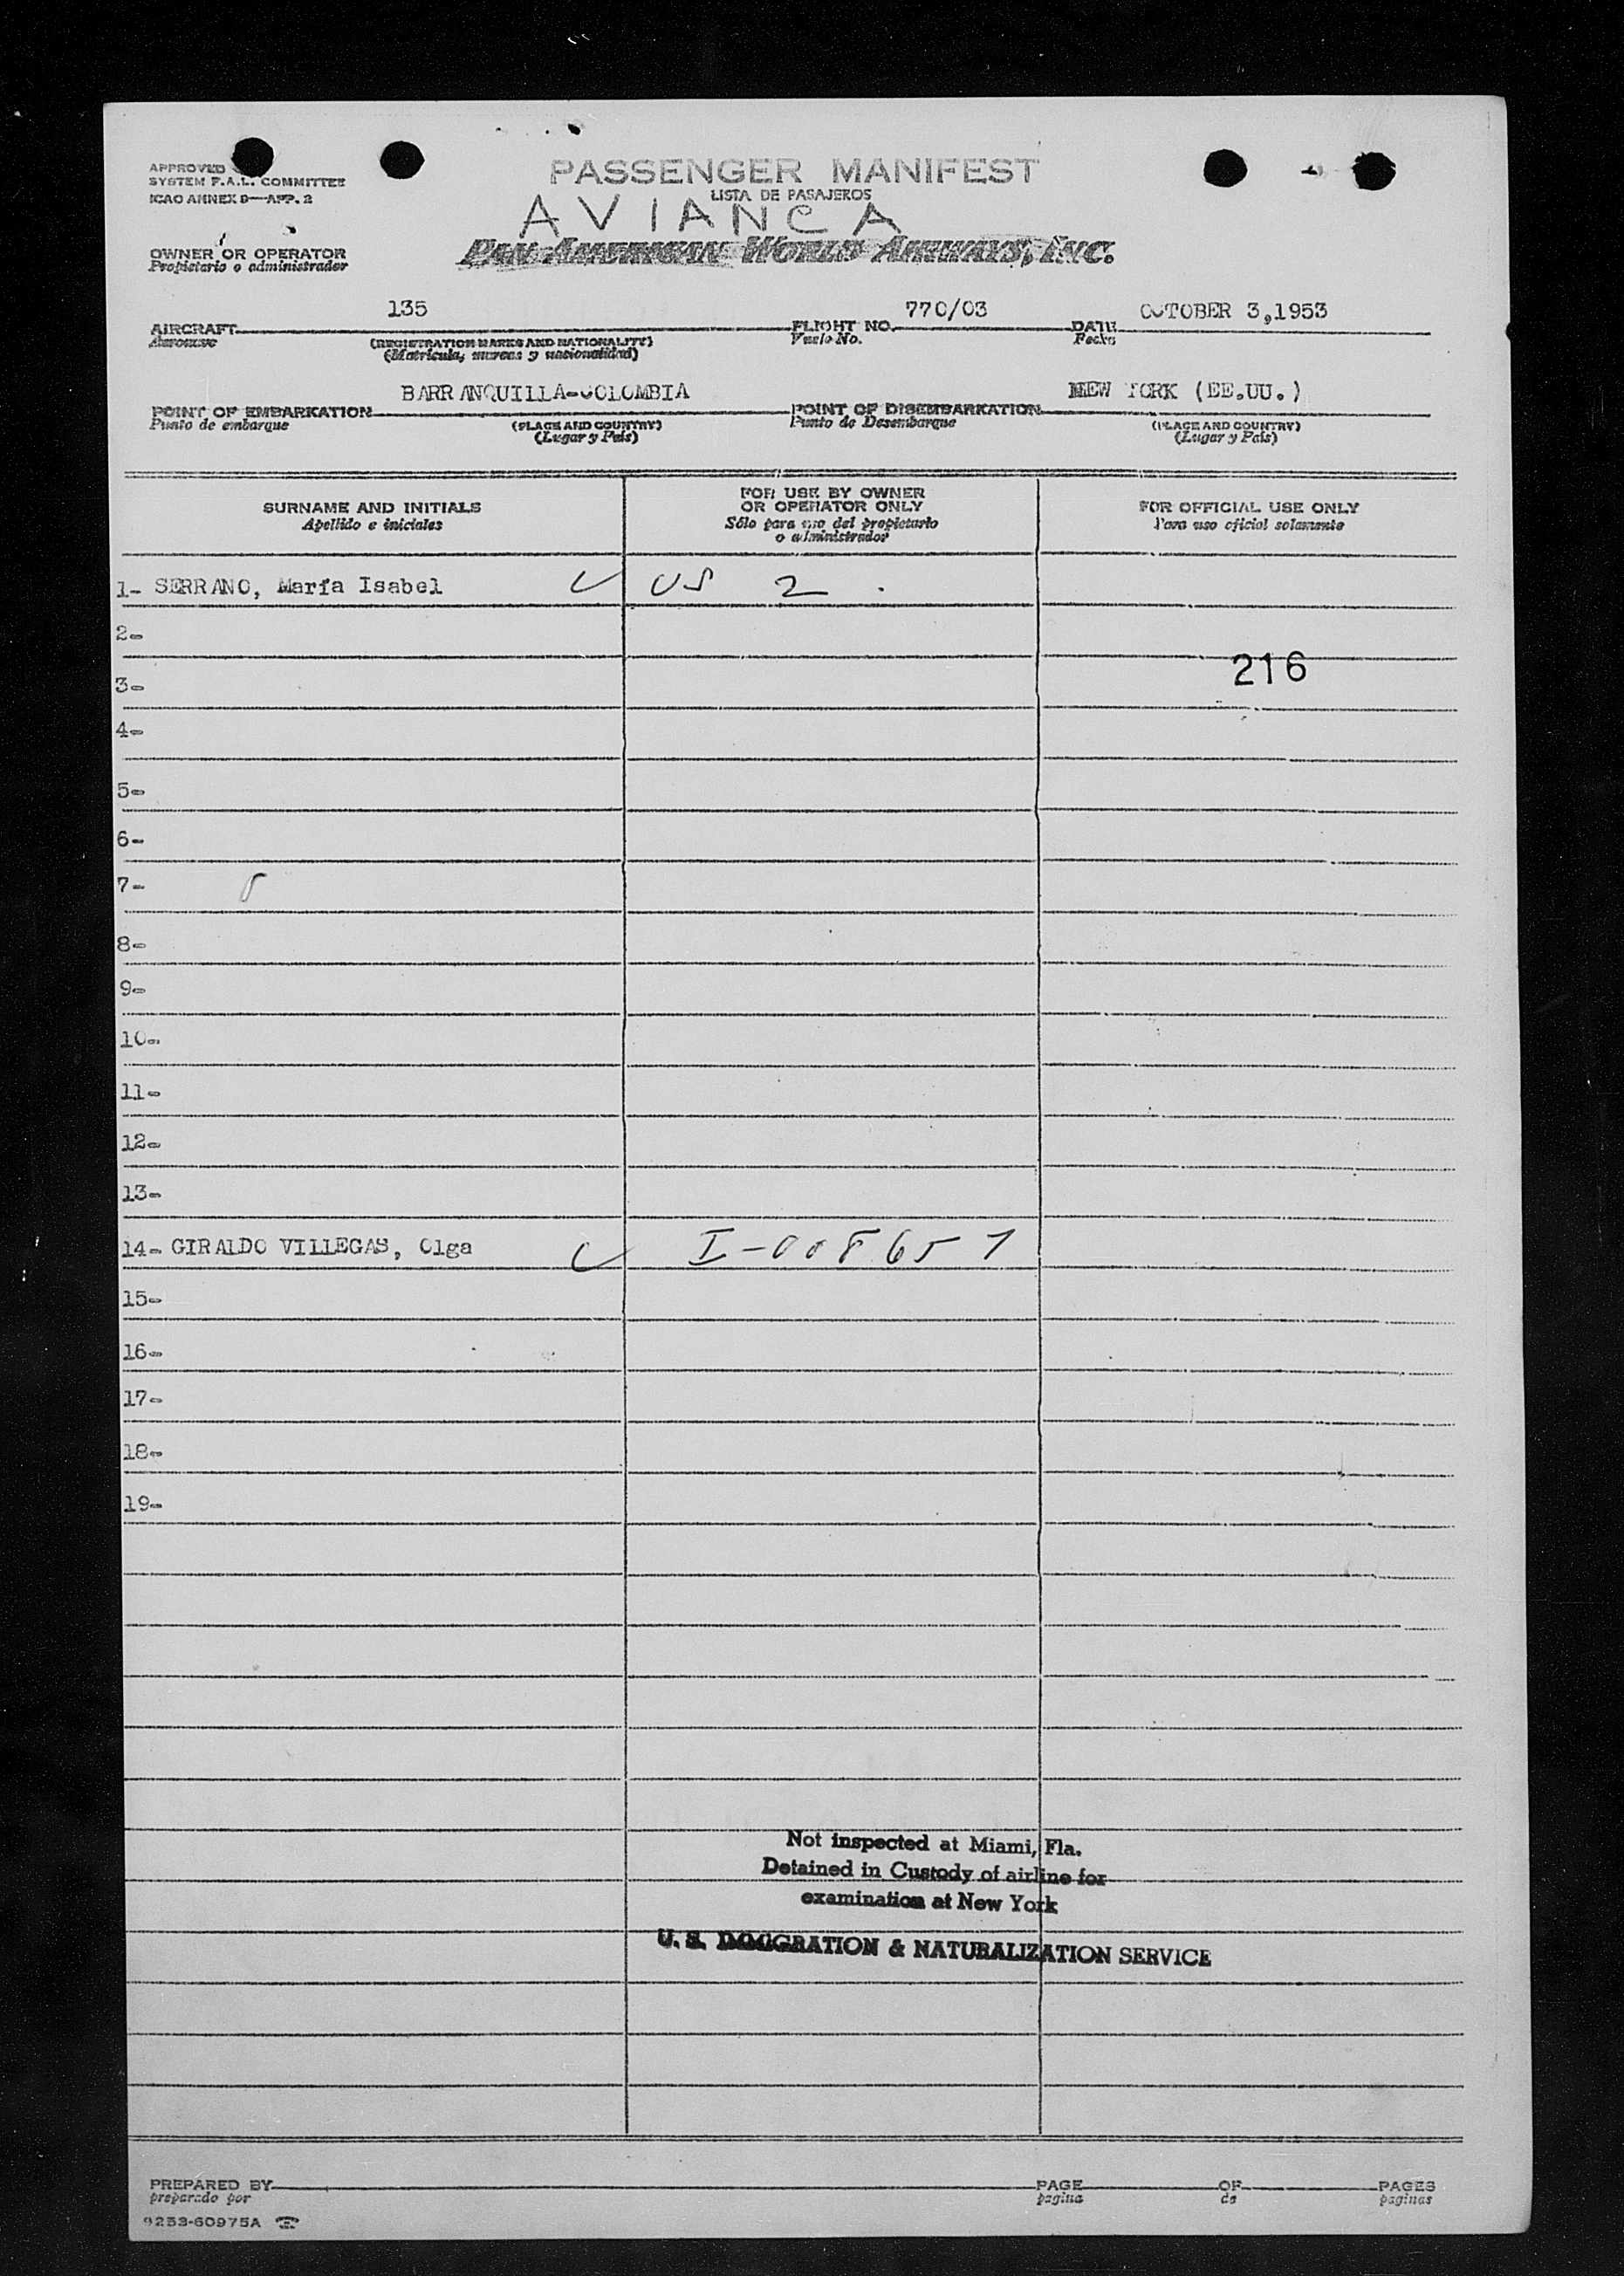 APPROVED
SYSTEM F.A.L. COMMITTEE
ICAO ANNEX 9—APP. 2
PASSENGER MANIFEST
LISTA DE PASAJEROS
AVIANCA
OWNER OR OPERATOR
Propietario o administrador
PAN AMERICAN WORLD AIRWAYS, INC.
135
770/03
OCTOBER 3,1953
AIRCRAFT
Aeronave
(REGISTRATION MARKS AND NATIONALITY)
(Matrícula, marcas y nacionalidad)
FLIGHT NO.
Vuelo No.
DATE
Fecha
BARRANQUILLA-COLOMBIA
NEW YORK (EE.UU.)
POINT OF EMBARKATION
Punto de embarque
(PLACE AND COUNTRY)
(Lugar y País)
POINT OF DISEMBARKATION
Punto de Desembarque
(PLACE AND COUNTRY)
(Lugar y País)
SURNAME AND INITIALS
Apellido e iniciales
FOR USE BY OWNER
OR OPERATOR ONLY
Sólo para uso del propietario
o administrador
FOR OFFICIAL USE ONLY
Para uso oficial solamente
1- SERRANO, María Isabel US 2
2-
216
3-
4-
5-
6-
7-
8-
9-
10-
11-
12-
13-
14- GIRALDO VILLEGAS, Olga I-008651
15-
16-
17-
18-
19-
Not inspected at Miami, Fla.
Detained in Custody of airline for
examination at New York
U. S. IMMIGRATION & NATURALIZATION SERVICE
PREPARED BY
preparado por
PAGE
pagina
OF
de
PAGES
paginas
9253-60975A